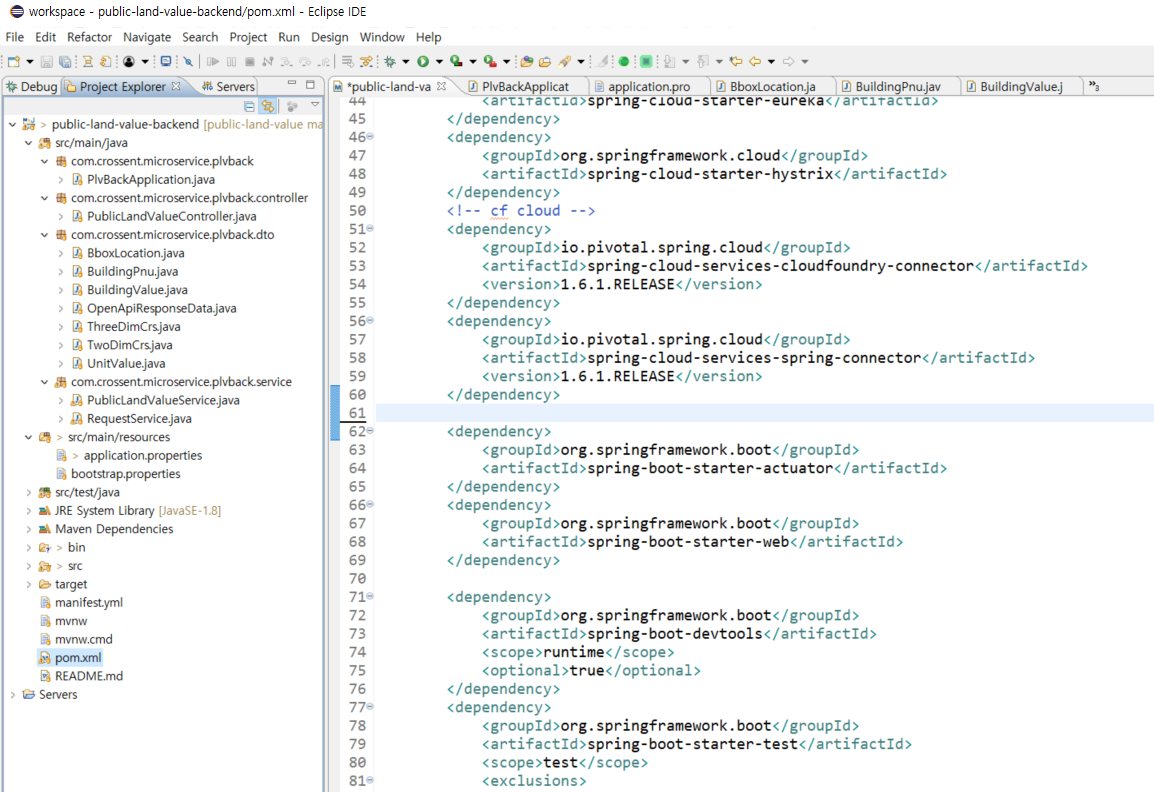 workspace - public-land-value-backend/pom.xml - Eclipse IDE
File Edit Refactor Navigate Search Project Run Design Window Help
Debug Project Explorer Servers
public-land-value-backend [public-land-value ma
src/main/java
com.crossent.microservice.plvback
PlvBackApplication.java
com.crossent.microservice.plvback.controller
PublicLandValueController.java
com.crossent.microservice.plvback.dto
BboxLocation.java
BuildingPnu.java
BuildingValue.java
OpenApiResponseData.java
ThreeDimCrs.java
TwoDimCrs.java
UnitValue.java
com.crossent.microservice.plvback.service
PublicLandValueService.java
RequestService.java
> src/main/resources
> application.properties
bootstrap.properties
src/test/java
JRE System Library [JavaSE-1.8]
Maven Dependencies
> bin
> src
target
manifest.yml
mvnw
mvnw.cmd
pom.xml
README.md
Servers
*public-land-va PlvBackApplicat application.pro BboxLocation.ja BuildingPnu.jav BuildingValue.j »3
44 <artifactId>spring-cloud-starter-eureka</artifactId>
45 </dependency>
46 <dependency>
47 <groupId>org.springframework.cloud</groupId>
48 <artifactId>spring-cloud-starter-hystrix</artifactId>
49 </dependency>
50 <!-- cf cloud -->
51 <dependency>
52 <groupId>io.pivotal.spring.cloud</groupId>
53 <artifactId>spring-cloud-services-cloudfoundry-connector</artifactId>
54 <version>1.6.1.RELEASE</version>
55 </dependency>
56 <dependency>
57 <groupId>io.pivotal.spring.cloud</groupId>
58 <artifactId>spring-cloud-services-spring-connector</artifactId>
59 <version>1.6.1.RELEASE</version>
60 </dependency>
61
62 <dependency>
63 <groupId>org.springframework.boot</groupId>
64 <artifactId>spring-boot-starter-actuator</artifactId>
65 </dependency>
66 <dependency>
67 <groupId>org.springframework.boot</groupId>
68 <artifactId>spring-boot-starter-web</artifactId>
69 </dependency>
70
71 <dependency>
72 <groupId>org.springframework.boot</groupId>
73 <artifactId>spring-boot-devtools</artifactId>
74 <scope>runtime</scope>
75 <optional>true</optional>
76 </dependency>
77 <dependency>
78 <groupId>org.springframework.boot</groupId>
79 <artifactId>spring-boot-starter-test</artifactId>
80 <scope>test</scope>
81 <exclusions>